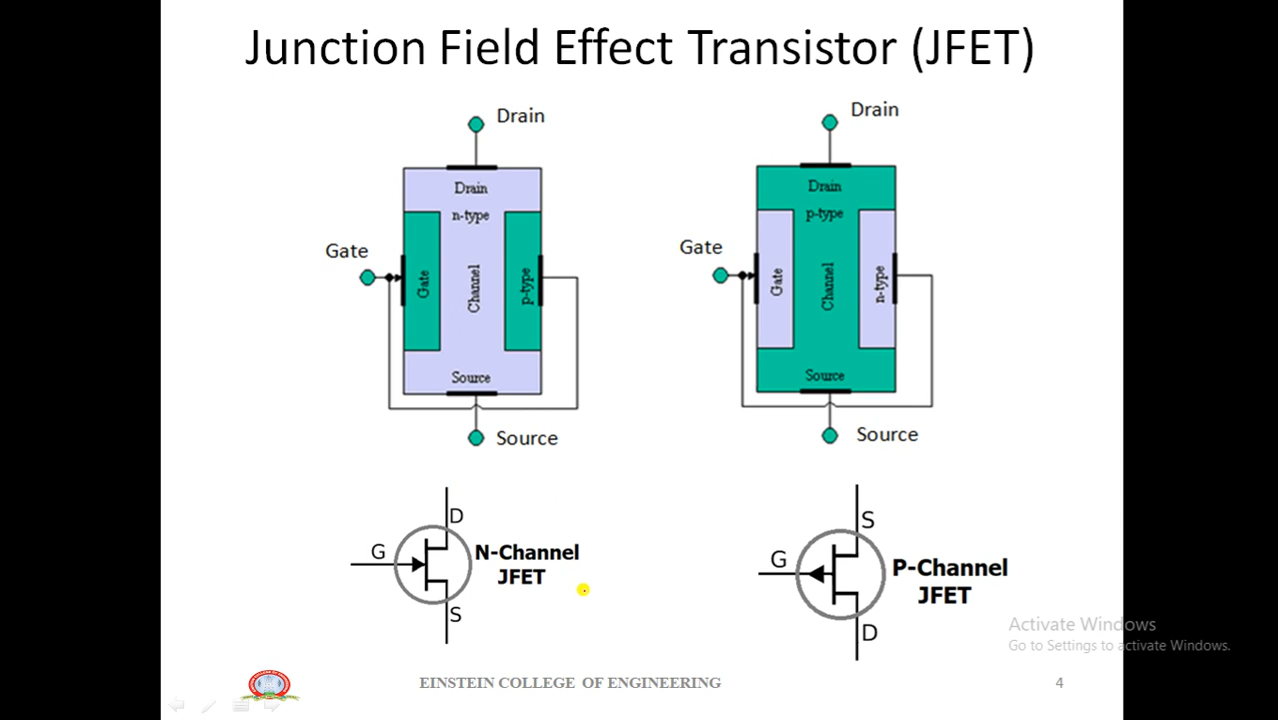 Junction Field Effect Transistor (JFET)
Drain
Drain
n-type
Gate
Gate
Channel
p-type
Source
Source
Drain
Drain
p-type
Gate
Gate
Channel
n-type
Source
Source
D
G
N-Channel
JFET
S
S
G
P-Channel
JFET
D
Activate Windows
Go to Settings to activate Windows.
EINSTEIN COLLEGE OF ENGINEERING
4